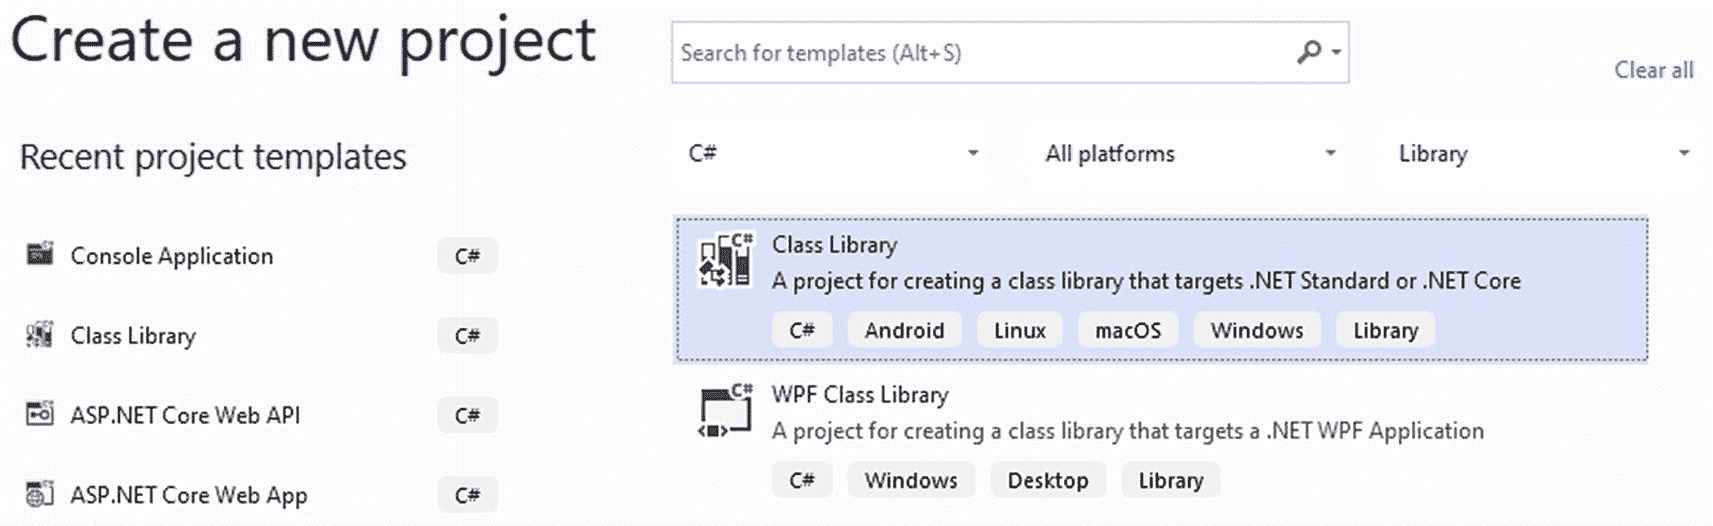 Create a new project
Search for templates (Alt+S)
Clear all
Recent project templates
C#
All platforms
Library
Console Application C#
Class Library C#
ASP.NET Core Web API C#
ASP.NET Core Web App C#
C#
Class Library
A project for creating a class library that targets .NET Standard or .NET Core
C# Android Linux macOS Windows Library
C#
WPF Class Library
A project for creating a class library that targets a .NET WPF Application
C# Windows Desktop Library